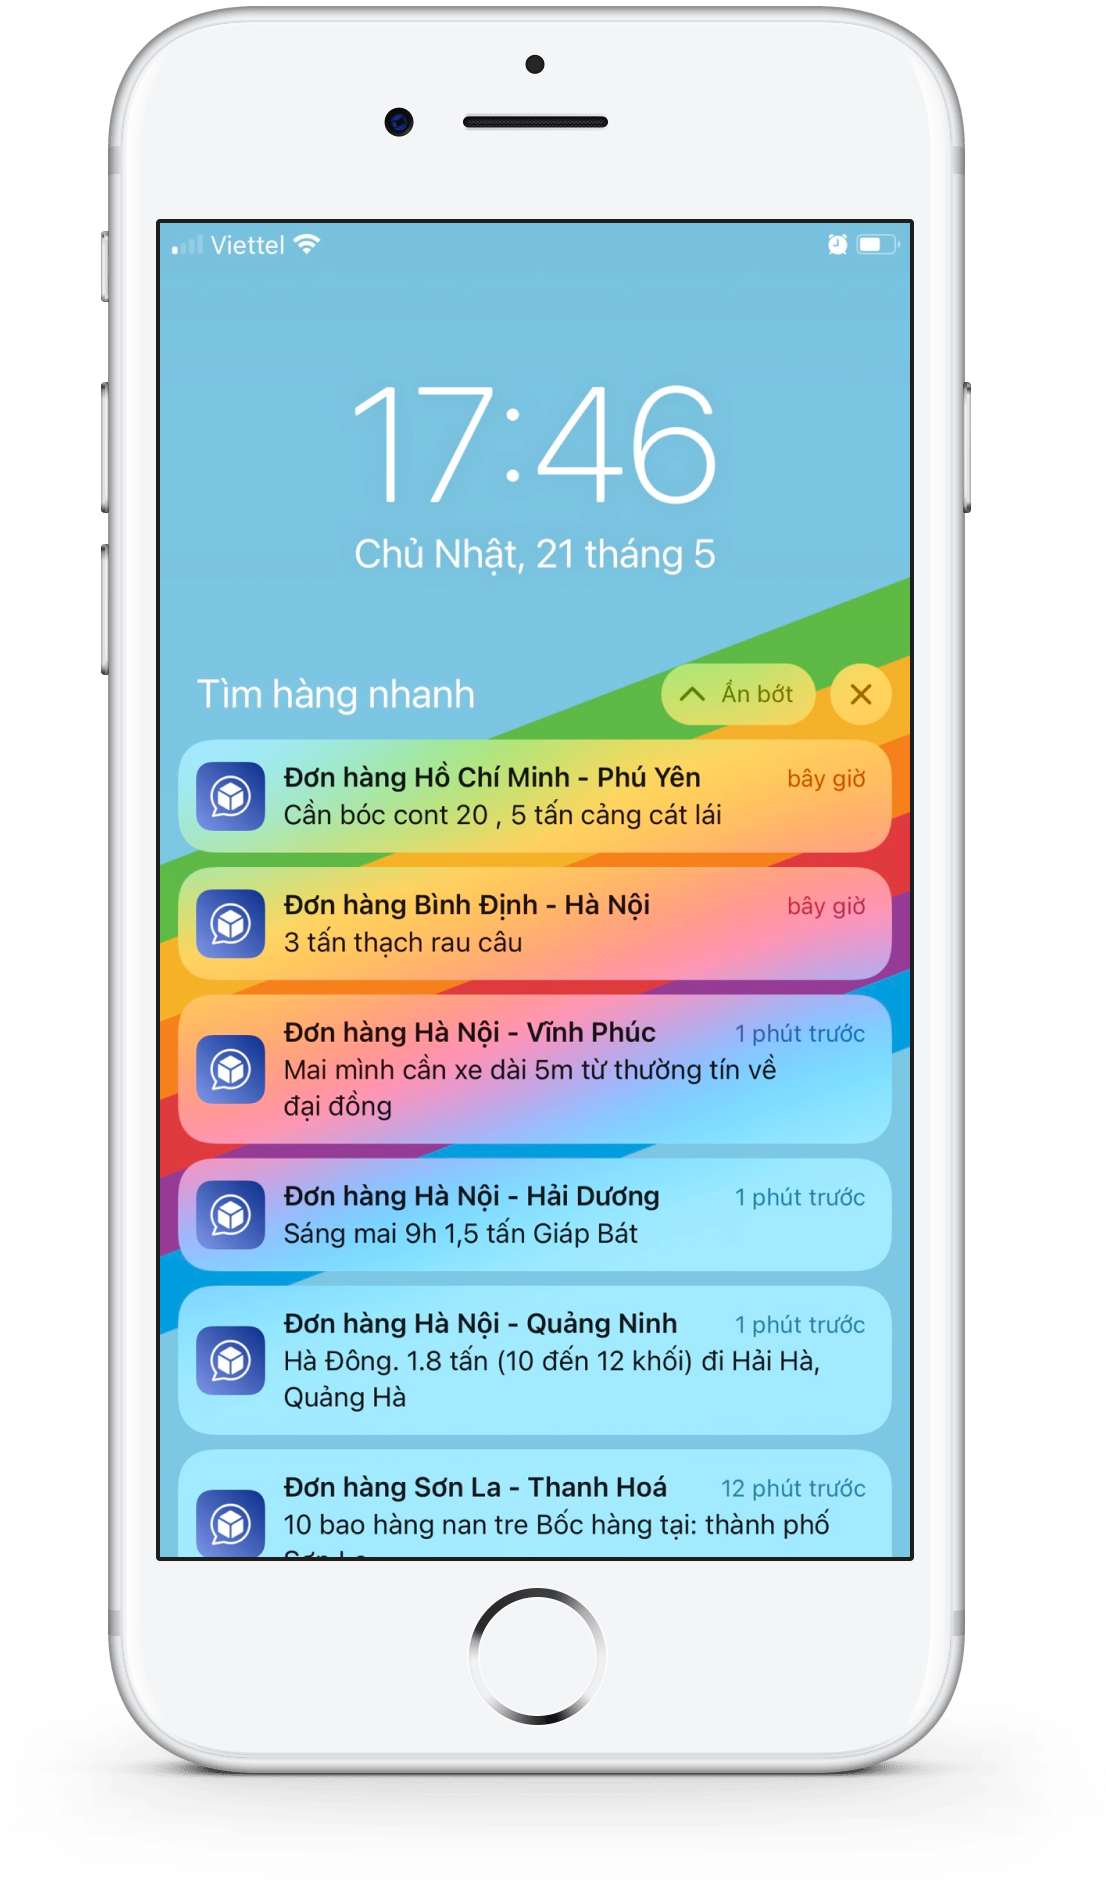 Viettel
17:46
Chủ Nhật, 21 tháng 5
Tìm hàng nhanh
Ẩn bớt
Đơn hàng Hồ Chí Minh - Phú Yên
bây giờ
Cần bóc cont 20 , 5 tấn cảng cát lái
Đơn hàng Bình Định - Hà Nội
bây giờ
3 tấn thạch rau câu
Đơn hàng Hà Nội - Vĩnh Phúc
1 phút trước
Mai mình cần xe dài 5m từ thường tín về
đại đồng
Đơn hàng Hà Nội - Hải Dương
1 phút trước
Sáng mai 9h 1,5 tấn Giáp Bát
Đơn hàng Hà Nội - Quảng Ninh
1 phút trước
Hà Đông. 1.8 tấn (10 đến 12 khối) đi Hải Hà,
Quảng Hà
Đơn hàng Sơn La - Thanh Hoá
12 phút trước
10 bao hàng nan tre Bốc hàng tại: thành phố